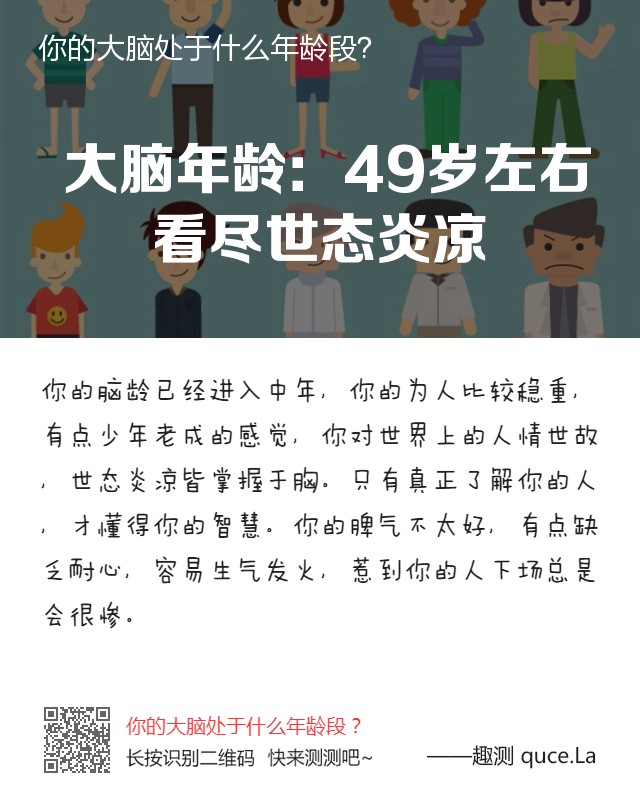 你的大脑处于什么年龄段?
大脑年龄: 49岁左右
看尽世态炎凉
你的脑龄已经进入中年, 你的为人比较稳重,
有点少年老成的感觉, 你对世界上的人情世故
, 世态炎凉皆掌握于胸。只有真正了解你的人
, 才懂得你的智慧。你的脾气不太好, 有点缺
乏耐心, 容易生气发火, 惹到你的人下场总是
会很惨。
你的大脑处于什么年龄段？
长按识别二维码 快来测测吧~
——趣测 quce.La